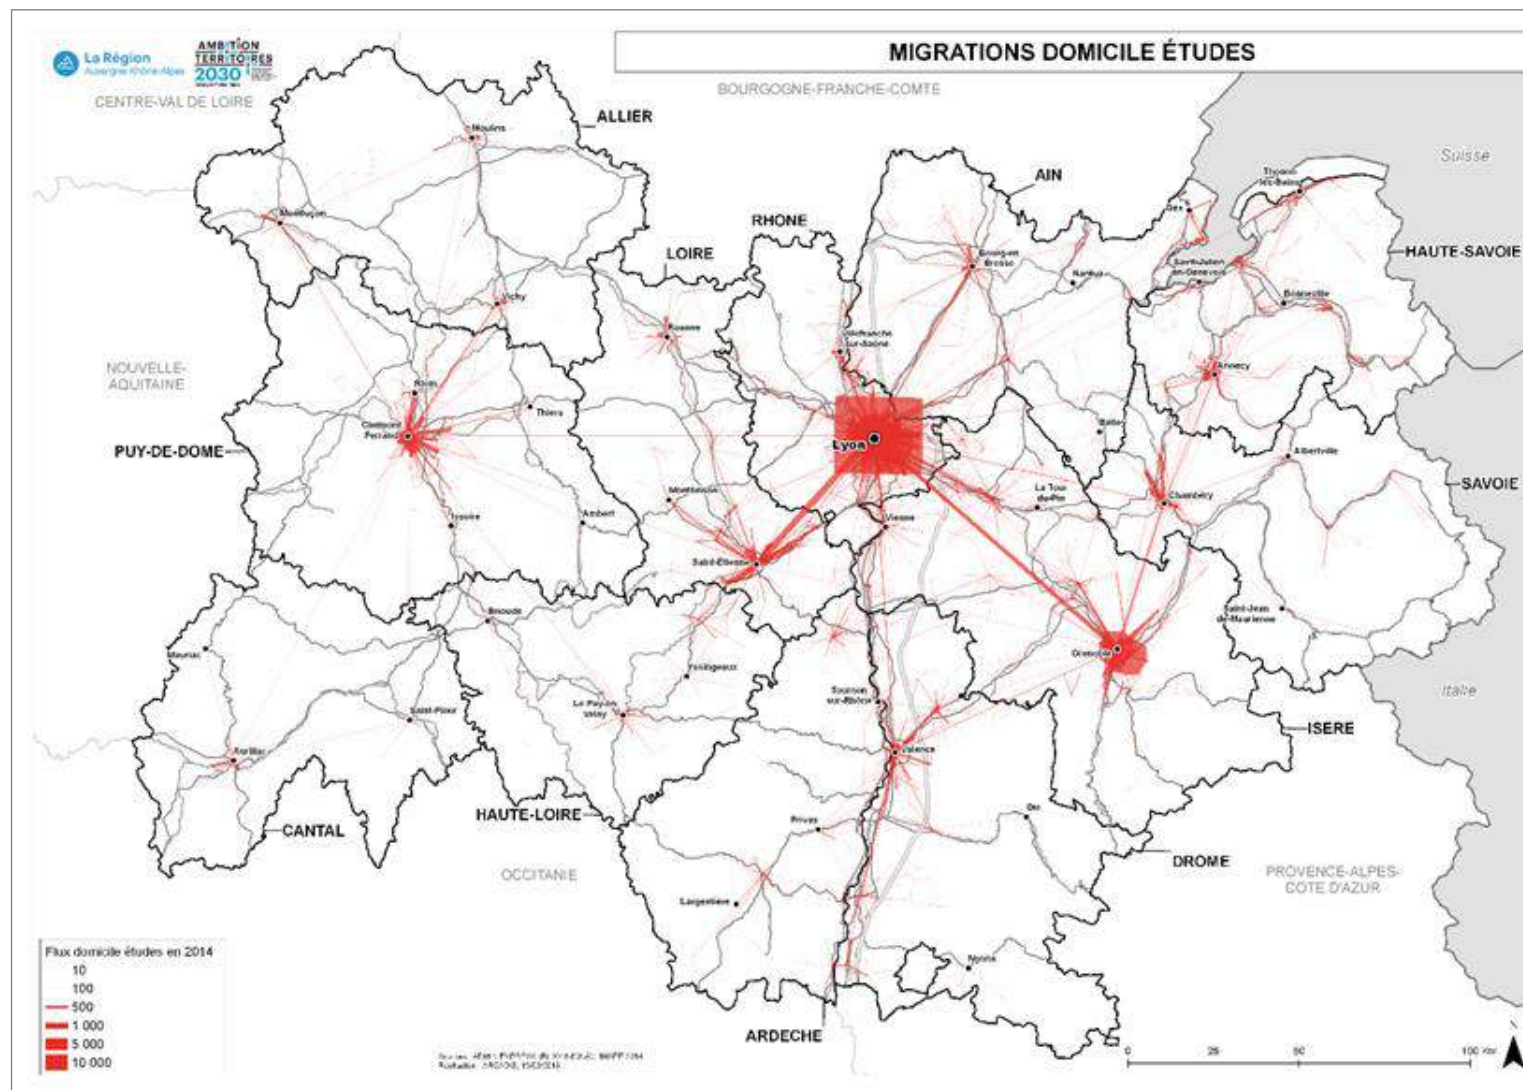 La Région
Auvergne-Rhône-Alpes
AMBITION
TERRITOIRES
2030
MIGRATIONS DOMICILE ÉTUDES
CENTRE-VAL DE LOIRE
BOURGOGNE-FRANCHE-COMTE
ALLIER
Moulins
Suisse
AIN
Thonon
les-Bains
Gex
Montluçon
RHONE
LOIRE
HAUTE-SAVOIE
Bourg-en
Bresse
Saint-Julien
en-Genevois
Nantua
Bonneville
Vichy
Roanne
Villefranche
sur-Saône
NOUVELLE-
AQUITAINE
Riom
Annecy
Thiers
Clermont
Ferrand
Belley
Lyon
PUY-DE-DOME
Albertville
SAVOIE
Montbrison
La Tour
du-Pin
Chambéry
Issoire
Ambert
Vienne
Saint-Étienne
Brioude
Saint-Jean
de-Maurienne
Mauriac
Grenoble
Yssingeaux
Tournon
sur-Rhône
Italie
Le Puy-en
Velay
Saint-Flour
ISERE
Aurillac
Valence
HAUTE-LOIRE
Die
CANTAL
Privas
DROME
OCCITANIE
PROVENCE-ALPES-
COTE D'AZUR
Largentière
Flux domicile études en 2014
10
100
500
1 000
5 000
10 000
Nyons
ARDECHE
0
25
50
100 Km